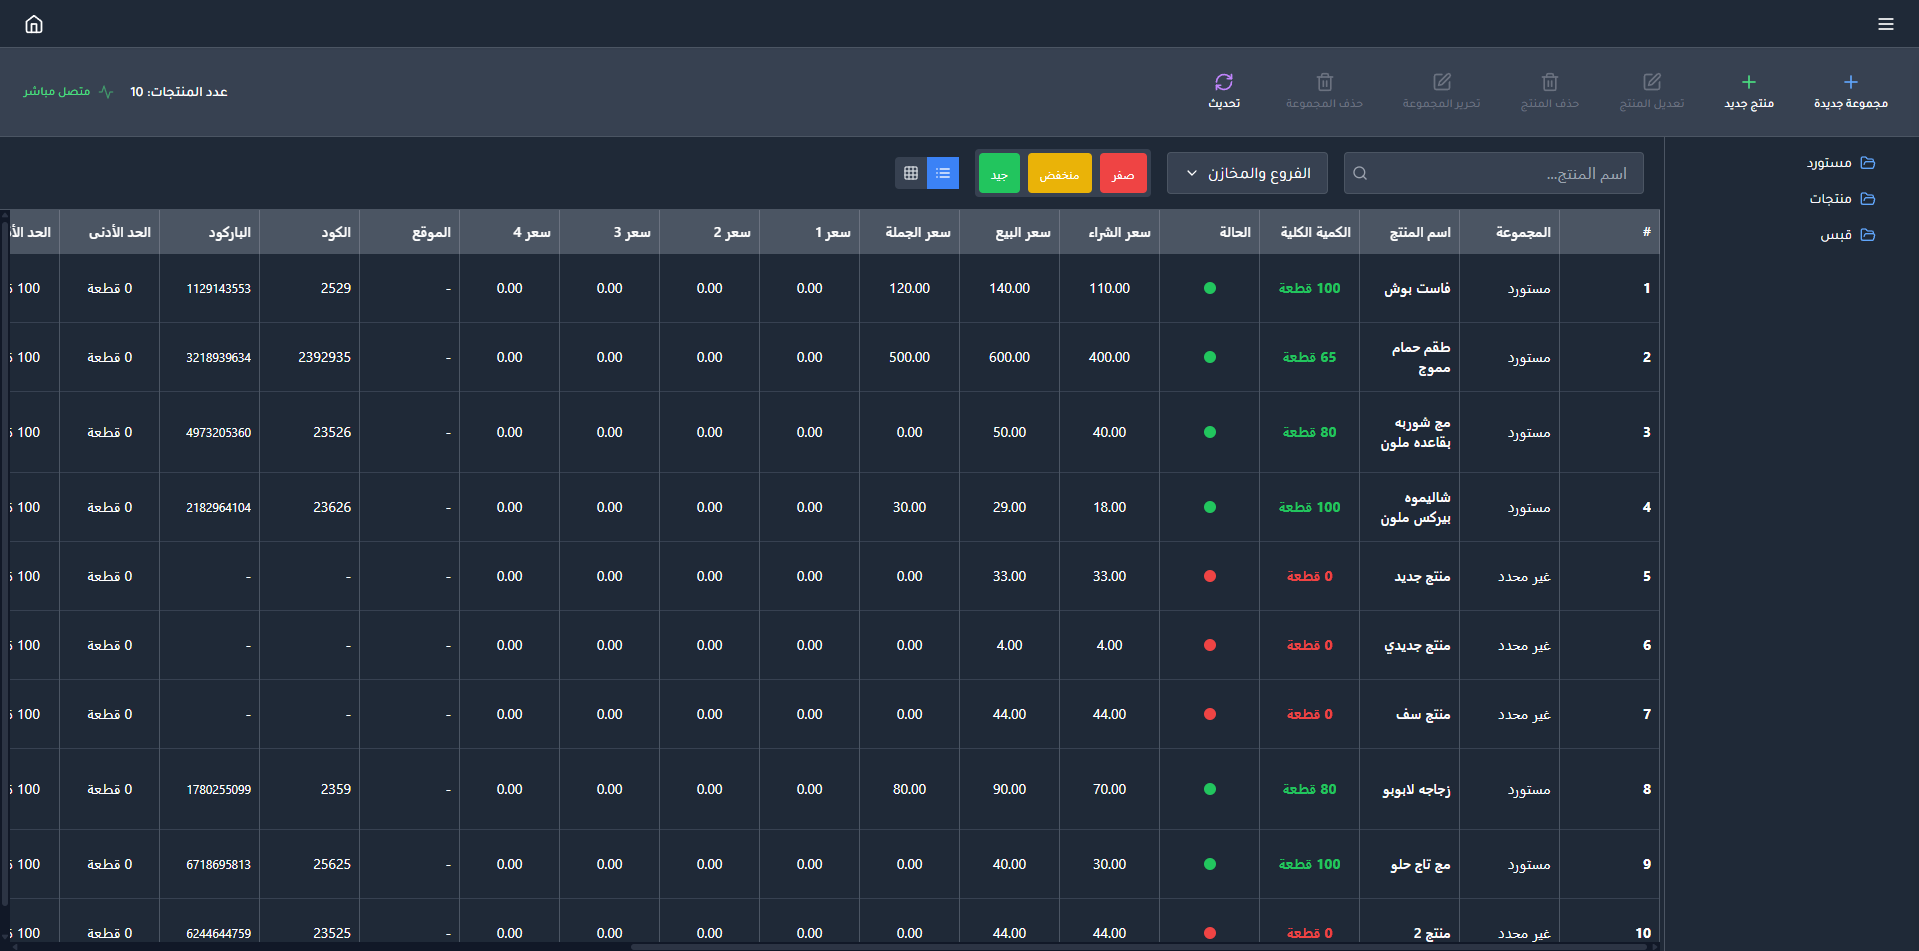 مجموعة جديدة
منتج جديد
تعديل المنتج
حذف المنتج
تحرير المجموعة
حذف المجموعة
تحديث
عدد المنتجات: 10
متصل مباشر
مستورد
منتجات
قبس
اسم المنتج...
الفروع والمخازن
صفر
منخفض
جيد
# المجموعة اسم المنتج الكمية الكلية الحالة سعر الشراء سعر البيع سعر الجملة سعر 1 سعر 2 سعر 3 سعر 4 الموقع الكود الباركود الحد الأدنى الحد
1 مستورد فاست بوش 100 قطعة 110.00 140.00 120.00 0.00 0.00 0.00 0.00 - 2529 1129143553 0 قطعة 100
2 مستورد طقم حمام مموج 65 قطعة 400.00 600.00 500.00 0.00 0.00 0.00 0.00 - 2392935 3218939634 0 قطعة 100
3 مستورد مج شوربه بقاعده ملون 80 قطعة 40.00 50.00 0.00 0.00 0.00 0.00 0.00 - 23526 4973205360 0 قطعة 100
4 مستورد شاليموه بيركس ملون 100 قطعة 18.00 29.00 30.00 0.00 0.00 0.00 0.00 - 23626 2182964104 0 قطعة 100
5 غير محدد منتج جديد 0 قطعة 33.00 33.00 0.00 0.00 0.00 0.00 0.00 - - - 0 قطعة 100
6 غير محدد منتج جديدي 0 قطعة 4.00 4.00 0.00 0.00 0.00 0.00 0.00 - - - 0 قطعة 100
7 غير محدد منتج سف 0 قطعة 44.00 44.00 0.00 0.00 0.00 0.00 0.00 - - - 0 قطعة 100
8 مستورد زجاجه لابوبو 80 قطعة 70.00 90.00 80.00 0.00 0.00 0.00 0.00 - 2359 1780255099 0 قطعة 100
9 مستورد مج تاج حلو 100 قطعة 30.00 40.00 0.00 0.00 0.00 0.00 0.00 - 25625 6718695813 0 قطعة 100
10 غير محدد منتج 2 0 قطعة 44.00 44.00 0.00 0.00 0.00 0.00 0.00 - 23525 6244644759 0 قطعة 100